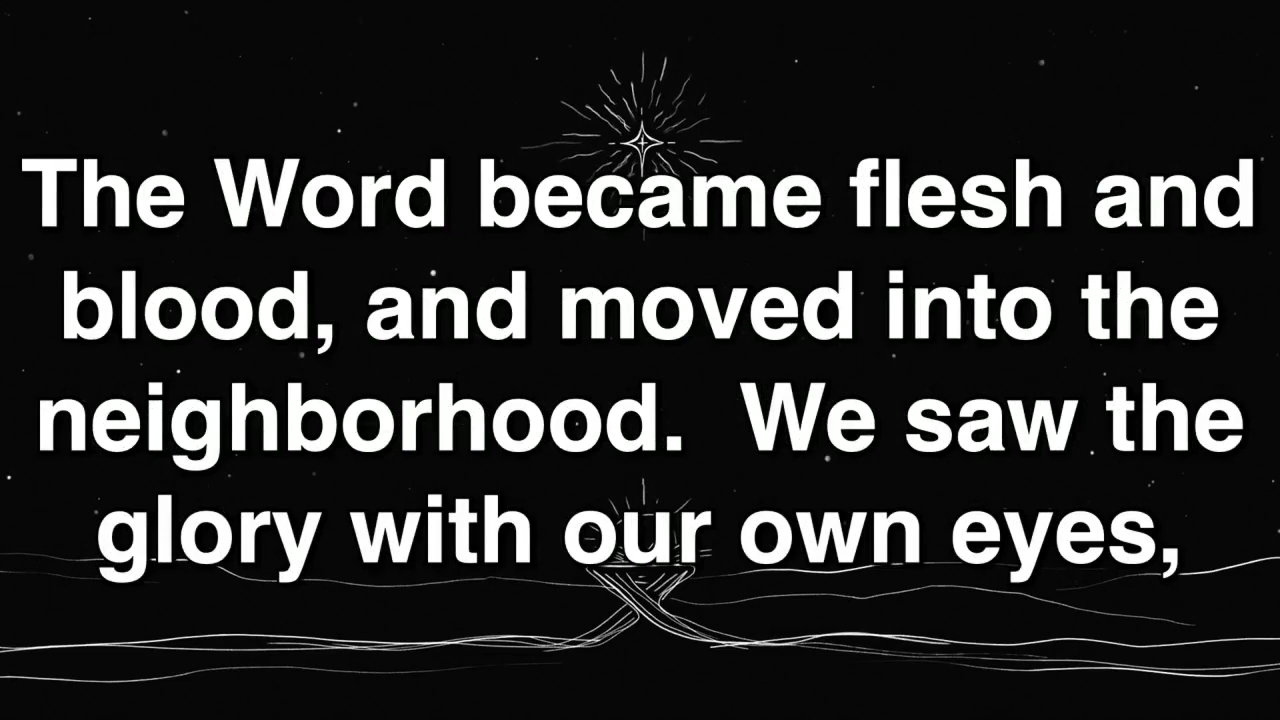 The Word became flesh and
blood, and moved into the
neighborhood.  We saw the
glory with our own eyes,